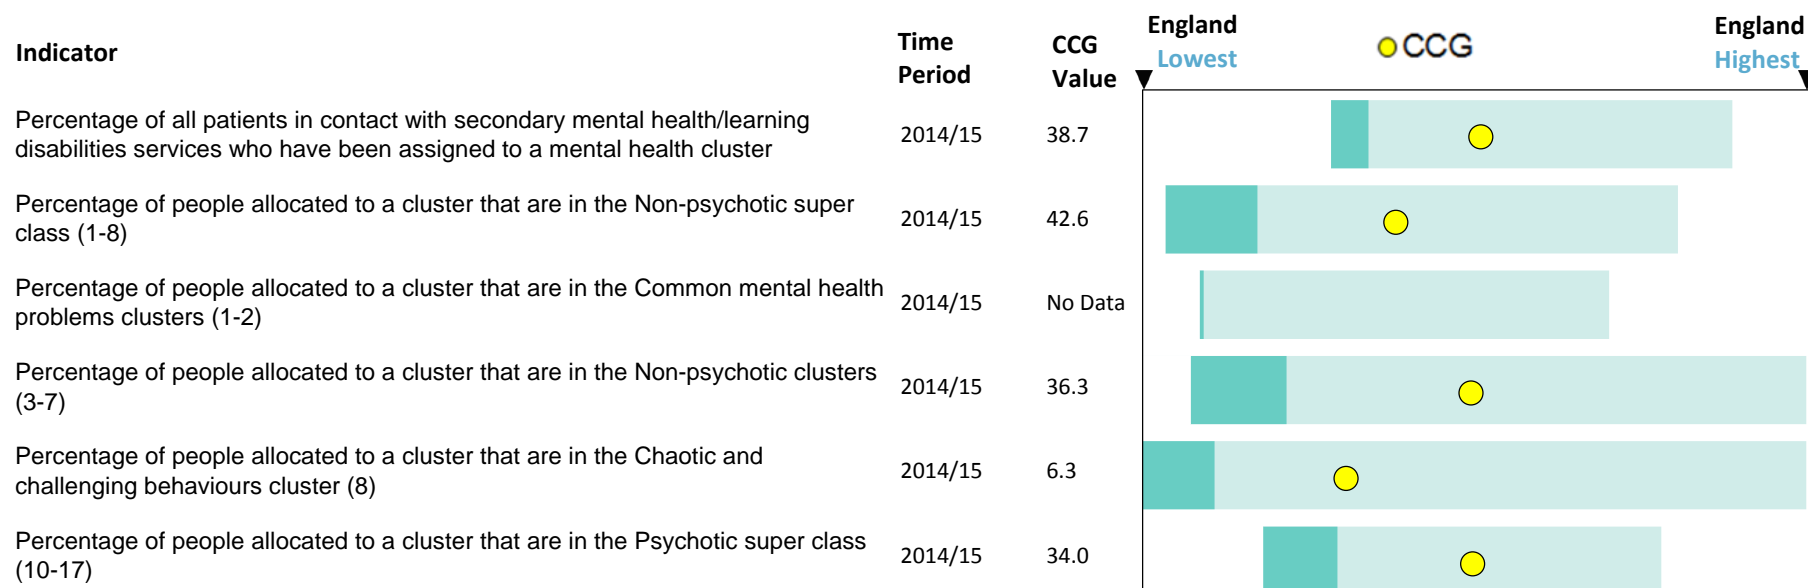 Indicator
Time
Period
CCG
Value
England
Lowest
CCG
England
Highest
Percentage of all patients in contact with secondary mental health/learning
disabilities services who have been assigned to a mental health cluster
2014/15
38.7
Percentage of people allocated to a cluster that are in the Non-psychotic super
class (1-8)
2014/15
42.6
Percentage of people allocated to a cluster that are in the Common mental health
problems clusters (1-2)
2014/15
No Data
Percentage of people allocated to a cluster that are in the Non-psychotic clusters
(3-7)
2014/15
36.3
Percentage of people allocated to a cluster that are in the Chaotic and
challenging behaviours cluster (8)
2014/15
6.3
Percentage of people allocated to a cluster that are in the Psychotic super class
(10-17)
2014/15
34.0